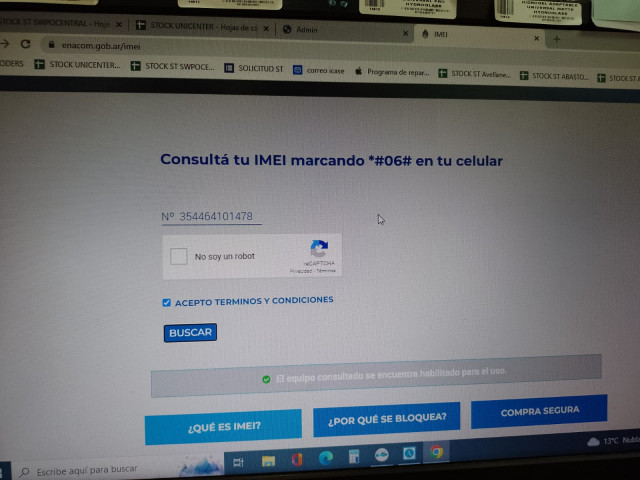 STOCK ST SWPOCENTRAL - Hoja
STOCK UNICENTER - Hojas de cá
Admin
IMEI
enacom.gob.ar/imei
ODERS
STOCK UNICENTER...
STOCK ST SWPOCE...
SOLICITUD ST
correo icase
Programa de repar...
STOCK ST Avellane...
STOCK ST ABASTO...
Consultá tu IMEI marcando *#06# en tu celular
Nº 354464101478
No soy un robot
reCAPTCHA
Privacidad - Términos
ACEPTO TERMINOS Y CONDICIONES
BUSCAR
El equipo consultado se encuentra habilitado para el uso.
¿QUÉ ES IMEI?
¿POR QUÉ SE BLOQUEA?
COMPRA SEGURA
Escribe aquí para buscar
13°C